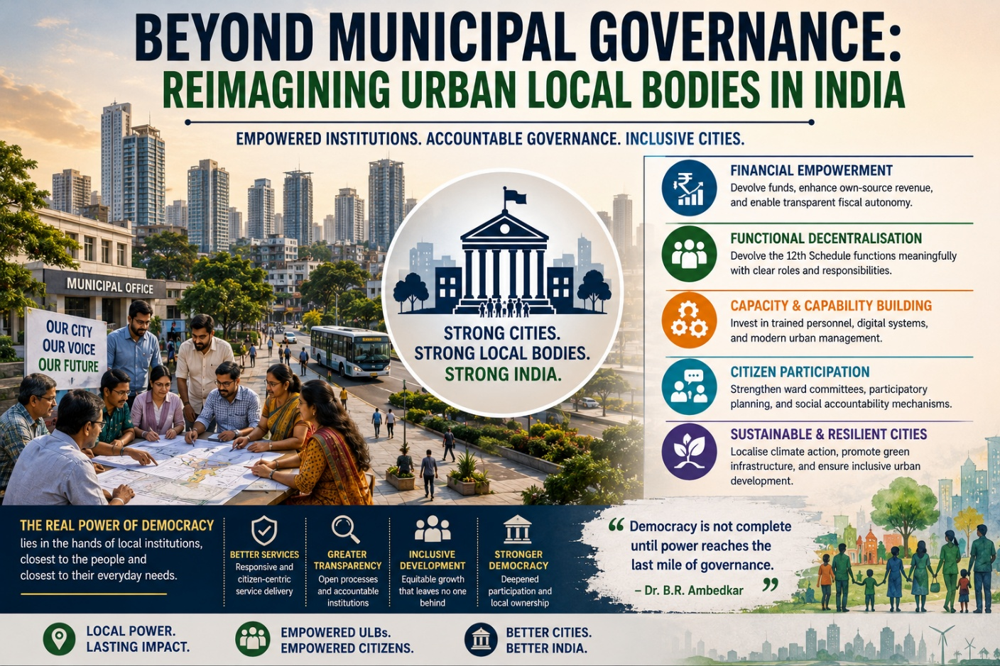 BEYOND MUNICIPAL GOVERNANCE:
REIMAGINING URBAN LOCAL BODIES IN INDIA
EMPOWERED INSTITUTIONS. ACCOUNTABLE GOVERNANCE. INCLUSIVE CITIES.
MUNICIPAL OFFICE
OUR CITY
OUR VOICE
OUR FUTURE
STRONG CITIES.
STRONG LOCAL BODIES.
STRONG INDIA.
FINANCIAL EMPOWERMENT
Devolve funds, enhance own-source revenue,
and enable transparent fiscal autonomy.
FUNCTIONAL DECENTRALISATION
Devolve the 12th Schedule functions meaningfully
with clear roles and responsibilities.
CAPACITY & CAPABILITY BUILDING
Invest in trained personnel, digital systems,
and modern urban management.
CITIZEN PARTICIPATION
Strengthen ward committees, participatory
planning, and social accountability mechanisms.
SUSTAINABLE & RESILIENT CITIES
Localise climate action, promote green
infrastructure, and ensure inclusive urban
development.
THE REAL POWER OF DEMOCRACY
lies in the hands of local institutions,
closest to the people and
closest to their everyday needs.
BETTER SERVICES
Responsive and
citizen-centric
service delivery
GREATER
TRANSPARENCY
Open processes
and accountable
institutions
INCLUSIVE
DEVELOPMENT
Equitable growth
that leaves no one
behind
STRONGER
DEMOCRACY
Deepened
participation and
local ownership
“ Democracy is not complete
until power reaches the
last mile of governance.
– Dr. B.R. Ambedkar ”
LOCAL POWER.
LASTING IMPACT.
EMPOWERED ULBs.
EMPOWERED CITIZENS.
BETTER CITIES.
BETTER INDIA.